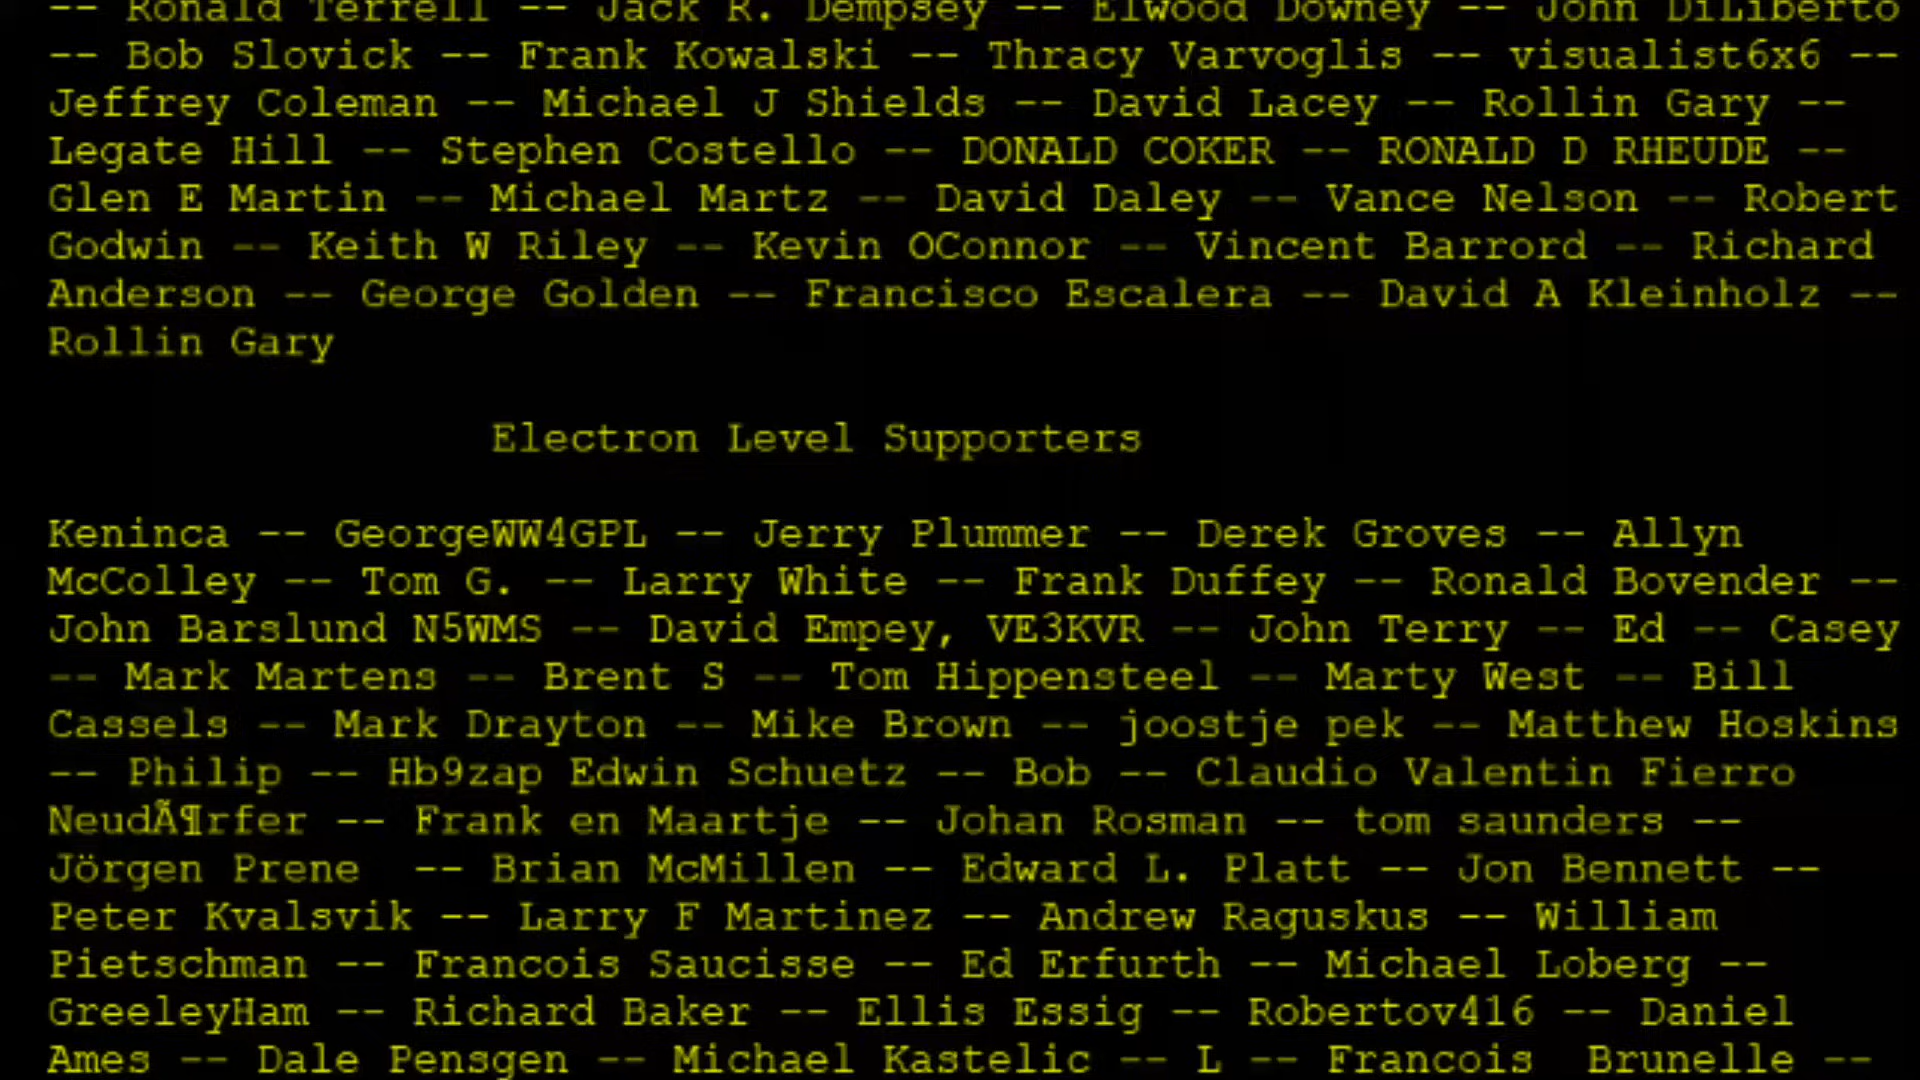 -- Ronald Terrell -- Jack R. Dempsey -- Elwood Downey -- John DiLiberto
-- Bob Slovick -- Frank Kowalski -- Thracy Varvoglis -- visualist6x6 --
Jeffrey Coleman -- Michael J Shields -- David Lacey -- Rollin Gary --
Legate Hill -- Stephen Costello -- DONALD COKER -- RONALD D RHEUDE --
Glen E Martin -- Michael Martz -- David Daley -- Vance Nelson -- Robert
Godwin -- Keith W Riley -- Kevin OConnor -- Vincent Barrord -- Richard
Anderson -- George Golden -- Francisco Escalera -- David A Kleinholz --
Rollin Gary
Electron Level Supporters
Keninca -- GeorgeWW4GPL -- Jerry Plummer -- Derek Groves -- Allyn
McColley -- Tom G. -- Larry White -- Frank Duffey -- Ronald Bovender --
John Barslund N5WMS -- David Empey, VE3KVR -- John Terry -- Ed -- Casey
-- Mark Martens -- Brent S -- Tom Hippensteel -- Marty West -- Bill
Cassels -- Mark Drayton -- Mike Brown -- joostje pek -- Matthew Hoskins
-- Philip -- Hb9zap Edwin Schuetz -- Bob -- Claudio Valentin Fierro
NeudÃ¶rfer -- Frank en Maartje -- Johan Rosman -- tom saunders --
Jörgen Prene  -- Brian McMillen -- Edward L. Platt -- Jon Bennett --
Peter Kvalsvik -- Larry F Martinez -- Andrew Raguskus -- William
Pietschman -- Francois Saucisse -- Ed Erfurth -- Michael Loberg --
GreeleyHam -- Richard Baker -- Ellis Essig -- Robertov416 -- Daniel
Ames -- Dale Pensgen -- Michael Kastelic -- L -- Francois  Brunelle --